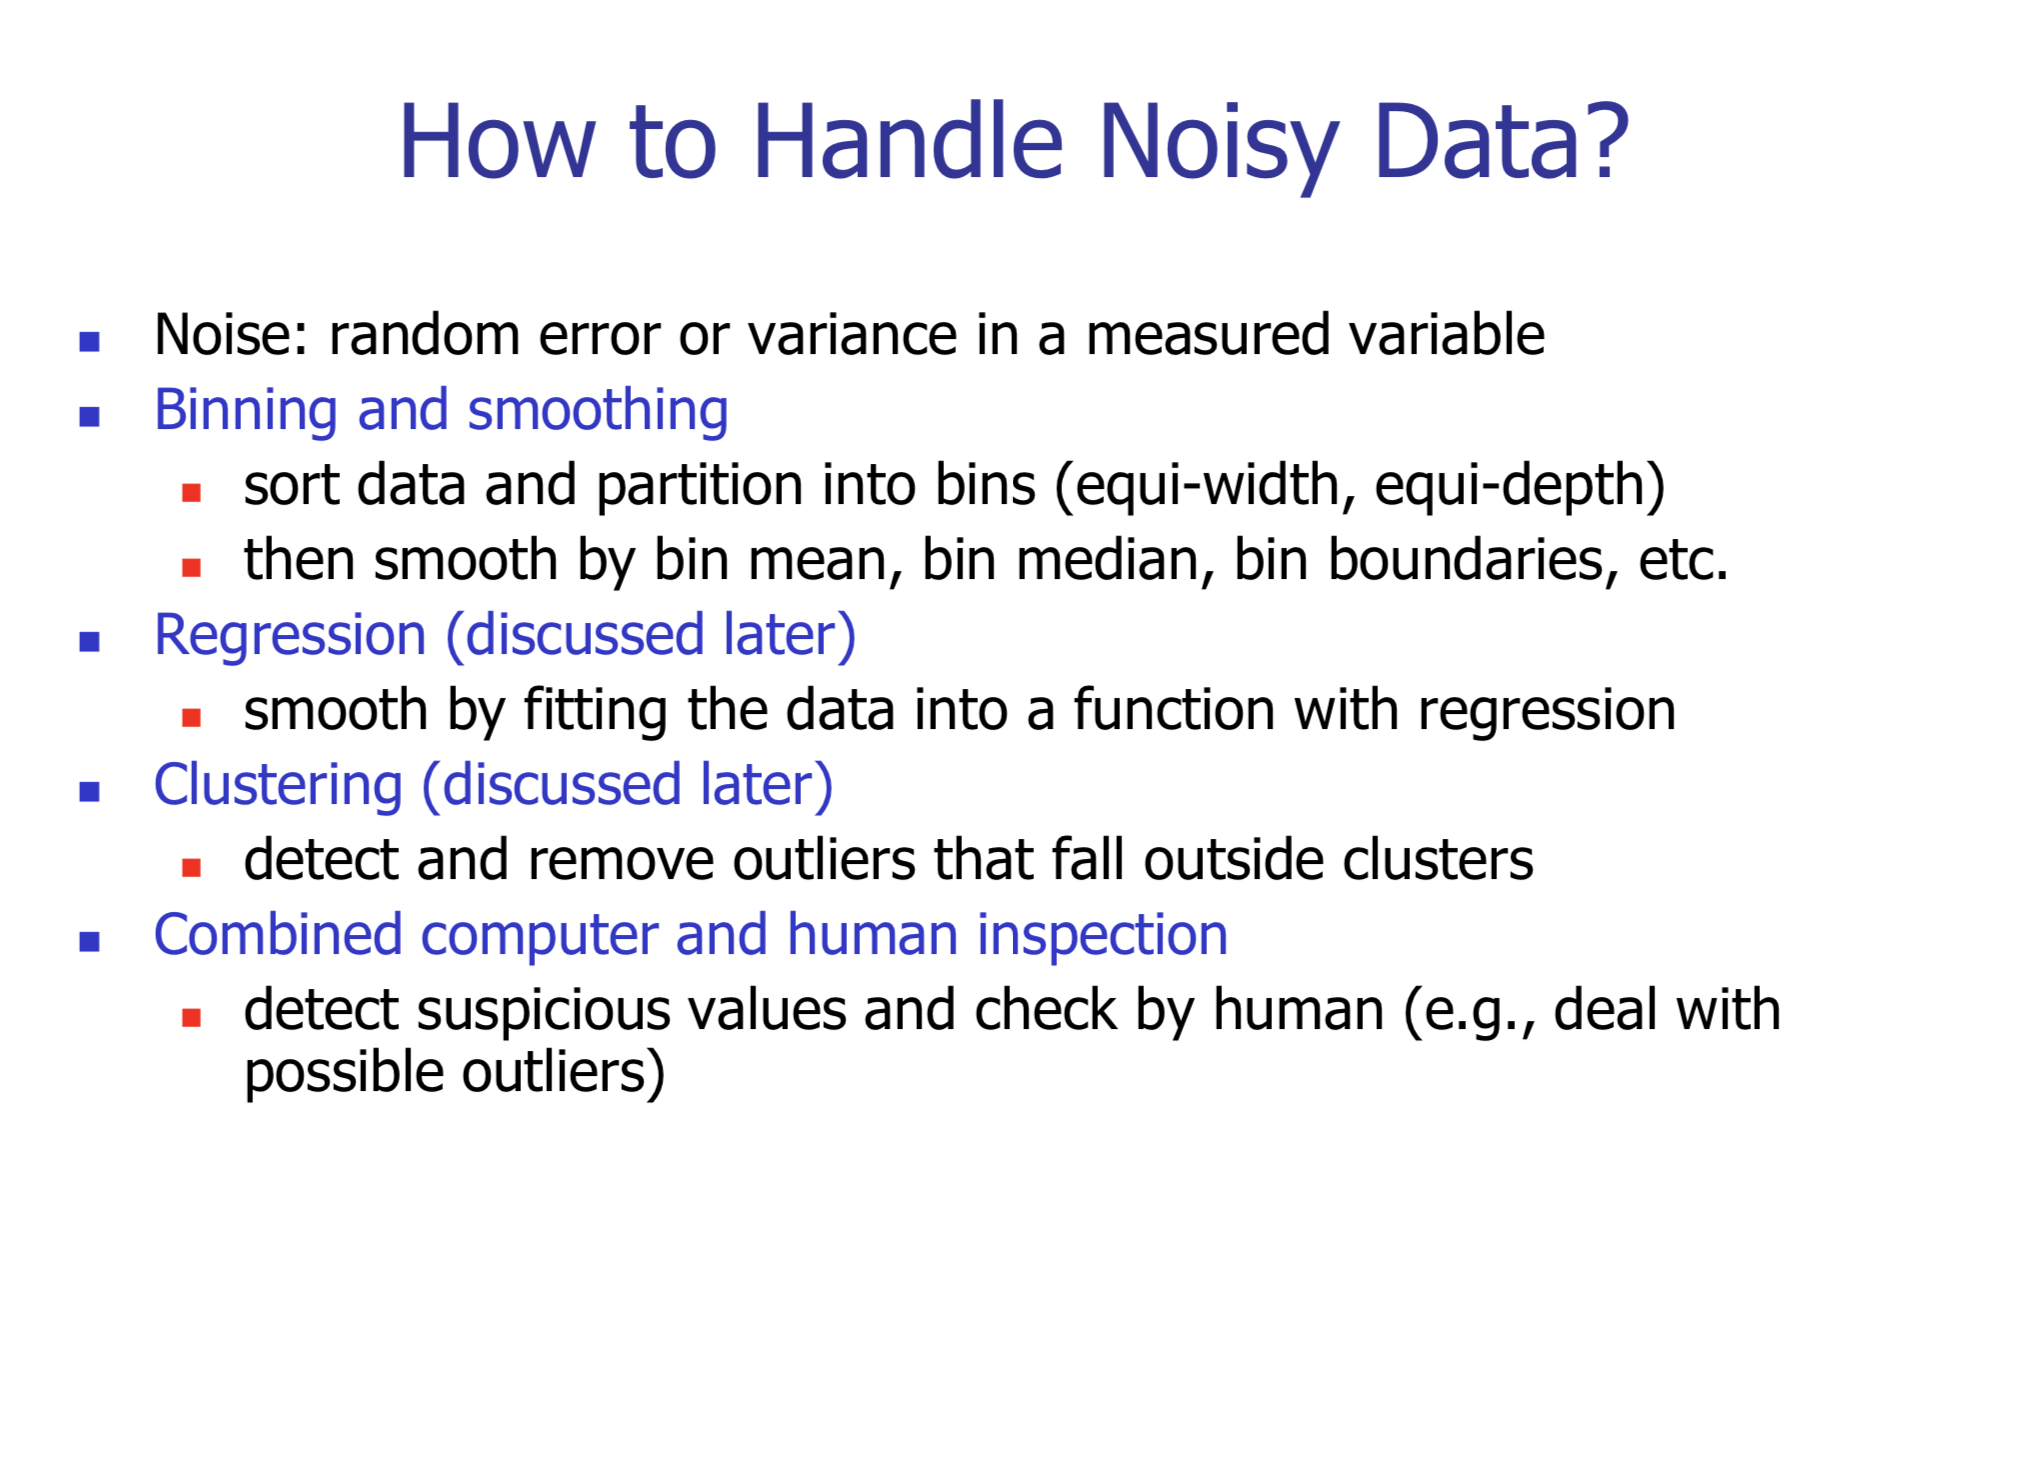 How to Handle Noisy Data?
Noise: random error or variance in a measured variable
Binning and smoothing
sort data and partition into bins (equi-width, equi-depth)
then smooth by bin mean, bin median, bin boundaries, etc.
Regression (discussed later)
smooth by fitting the data into a function with regression
Clustering (discussed later)
detect and remove outliers that fall outside clusters
Combined computer and human inspection
detect suspicious values and check by human (e.g., deal with
possible outliers)